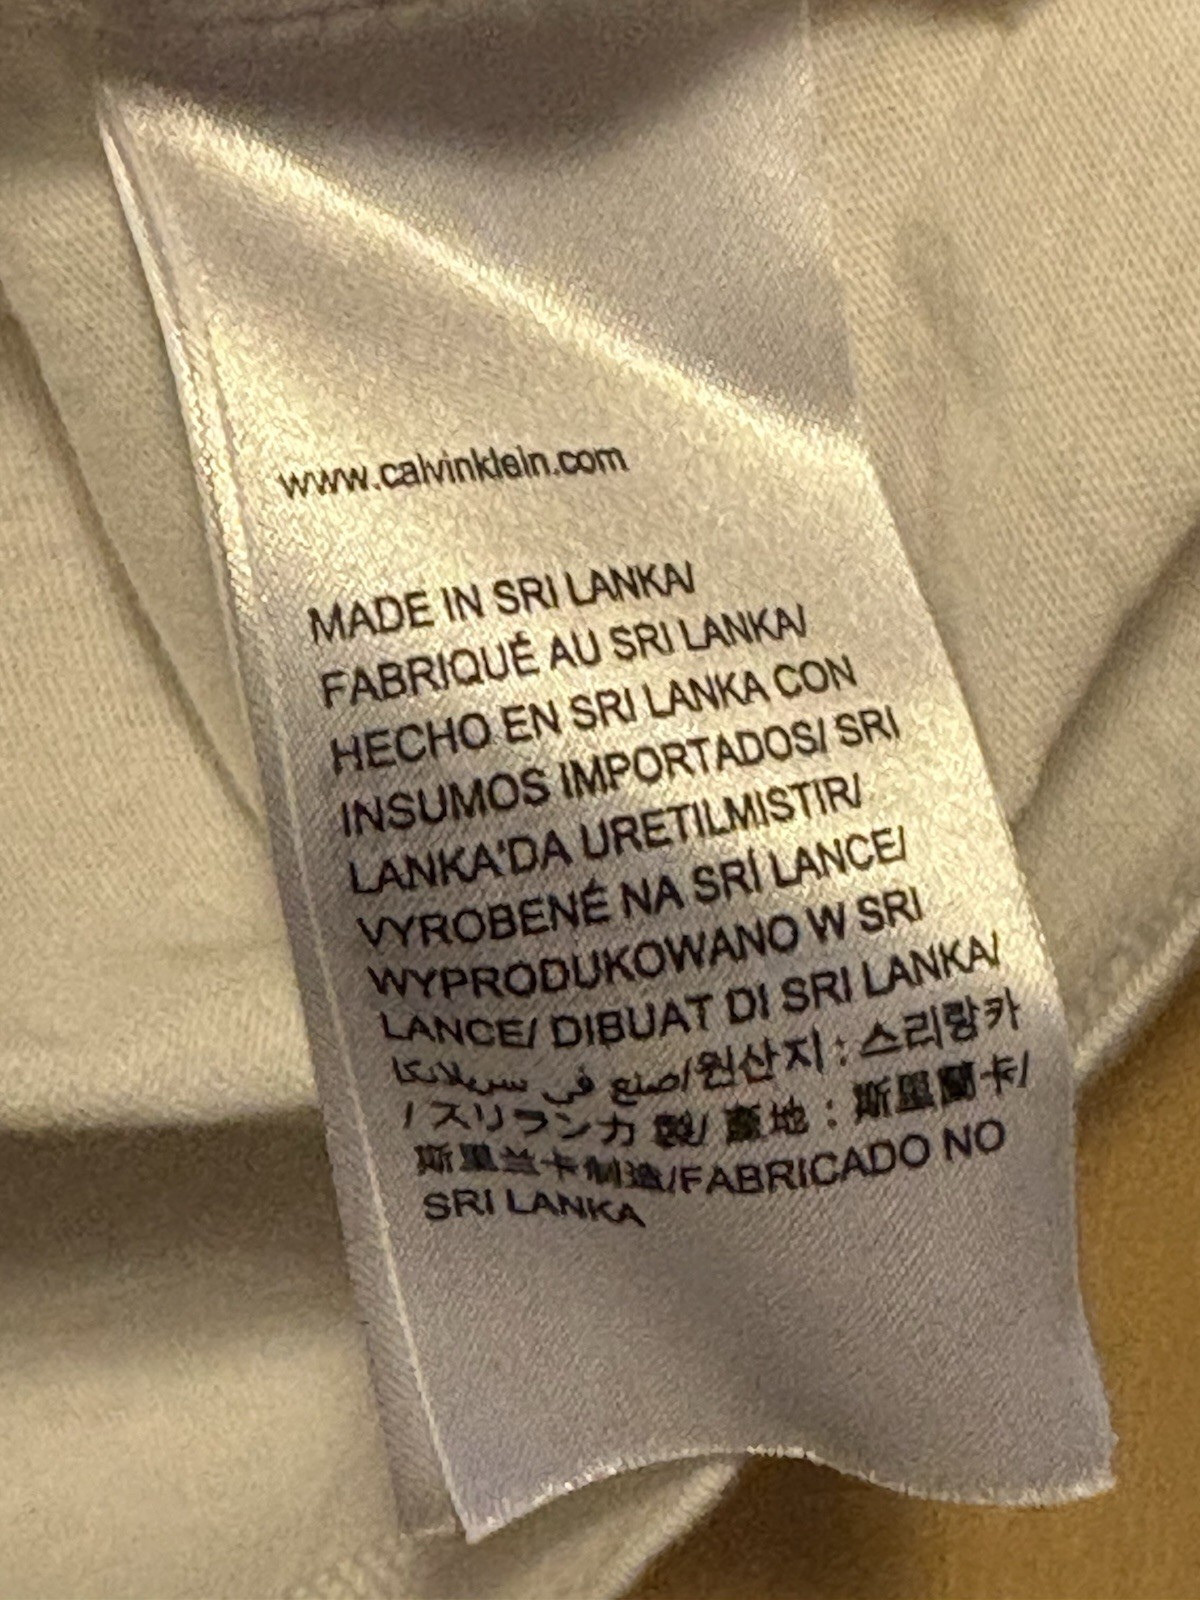 www.calvinklein.com
MADE IN SRI LANKA/
FABRIQUÉ AU SRI LANKA/
HECHO EN SRI LANKA CON
INSUMOS IMPORTADOS/ SRI
LANKA'DA URETILMISTIR/
VYROBENÉ NA SRÍ LANCE/
WYPRODUKOWANO W SRI
LANCE/ DIBUAT DI SRI LANKA/
صنع في سريلانكا/원산지 : 스리랑카
/スリランカ 製/ 產地 : 斯里蘭卡/
斯里兰卡制造/FABRICADO NO
SRI LANKA